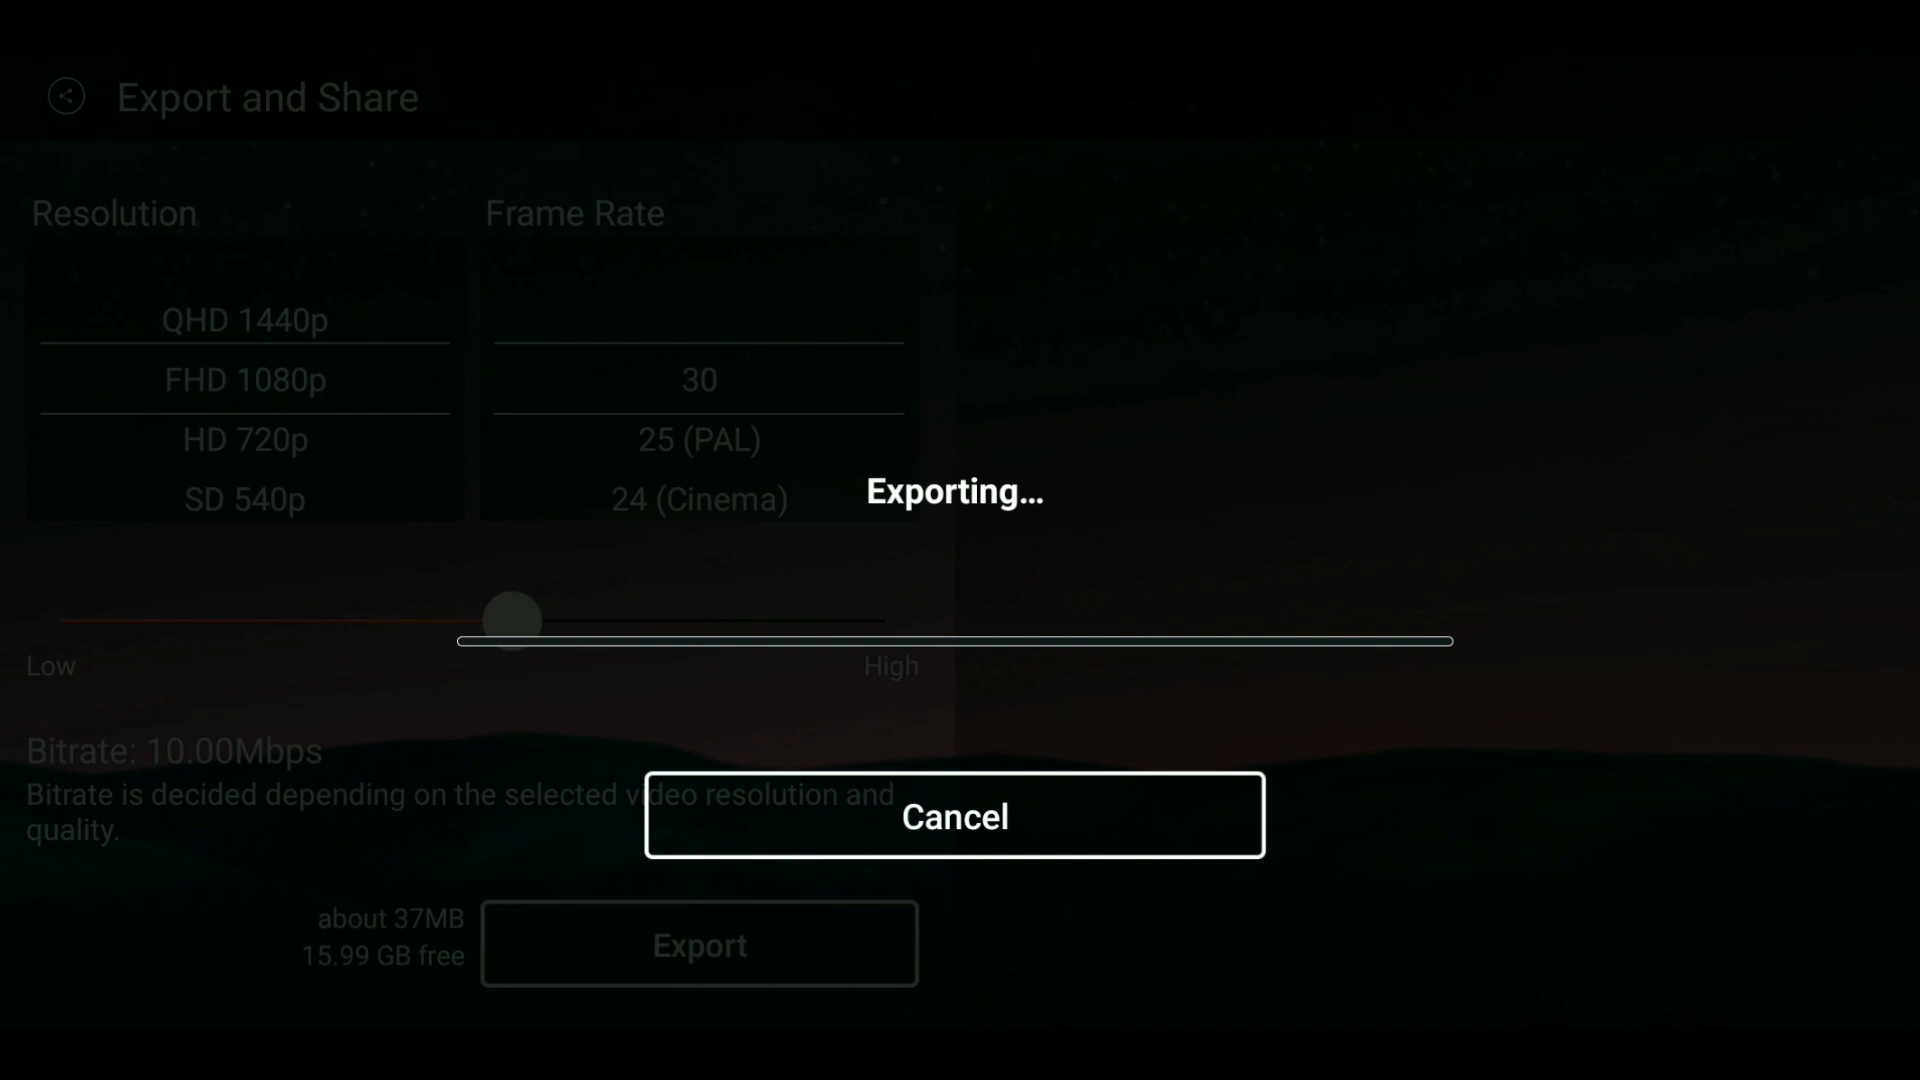 Export and Share
Resolution
Frame Rate
QHD 1440p
FHD 1080p
HD 720p
SD 540p
30
25 (PAL)
24 (Cinema)
Exporting...
Low
High
Bitrate: 10.00Mbps
Bitrate is decided depending on the selected video resolution and
quality.
Cancel
about 37MB
15.99 GB free
Export